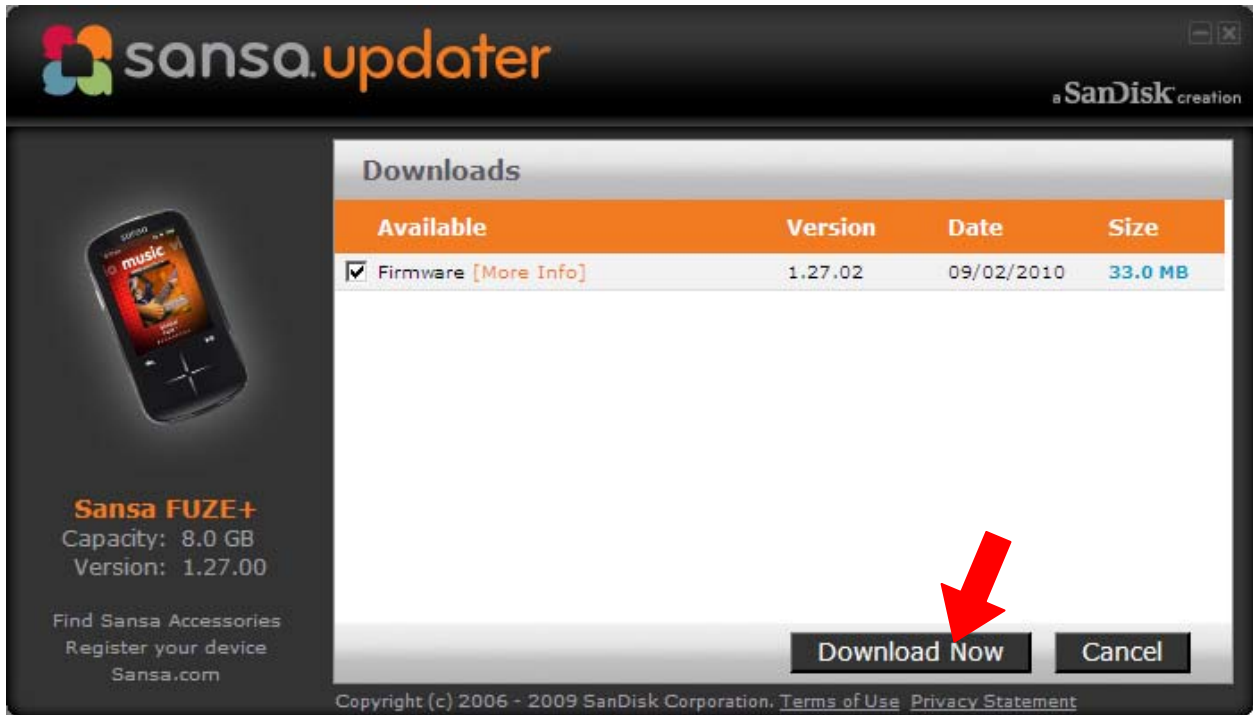 sansa.updater
a SanDisk creation
Downloads
Available Version Date Size
Firmware [More Info] 1.27.02 09/02/2010 33.0 MB
sansa
music
Sansa FUZE+
Capacity: 8.0 GB
Version: 1.27.00
Find Sansa Accessories
Register your device
Sansa.com
Download Now Cancel
Copyright (c) 2006 - 2009 SanDisk Corporation. Terms of Use Privacy Statement